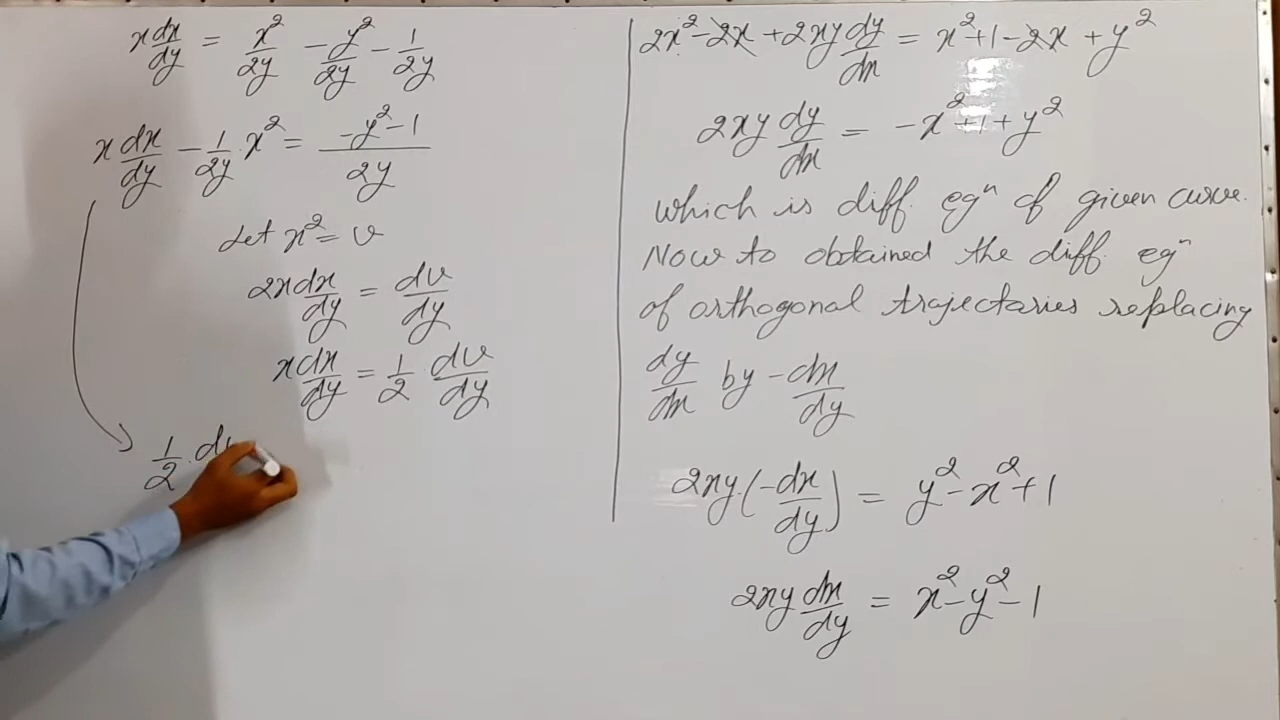 x dx/dy = x²/2y - y²/2y - 1/2y
x dx/dy - 1/2y . x² = -y²-1/2y
Let x² = v
2x dx/dy = dv/dy
x dx/dy = 1/2 . dv/dy
1/2 . dv
2x² - 2x + 2xy dy/dx = x²+1-2x+y²
2xy dy/dx = -x²+1+y²
which is diff. eqⁿ of given curve.
Now to obtained the diff. eqⁿ
of orthogonal trajectories replacing
dy/dx by -dx/dy
2xy.(-dx/dy) = y²-x²+1
2xy dx/dy = x²-y²-1